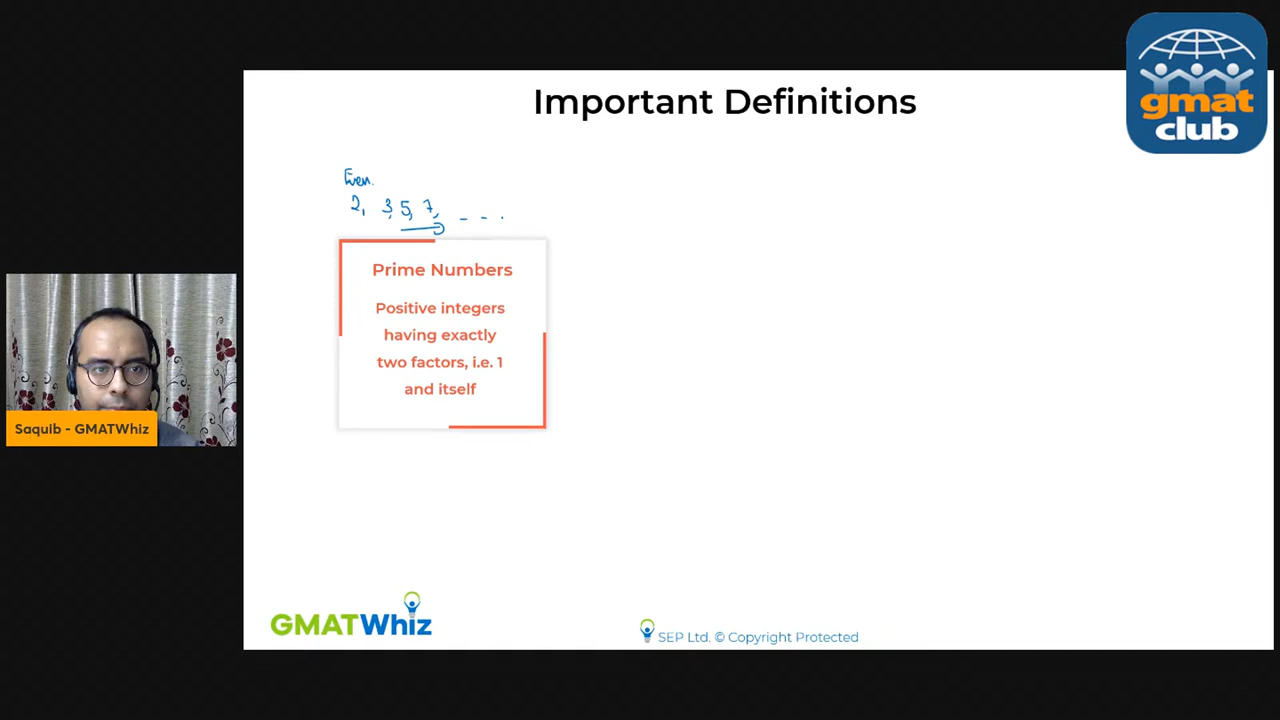 Important Definitions
gmat
club
Even.
2, 3, 5, 7, - - .
Prime Numbers
Positive integers
having exactly
two factors, i.e. 1
and itself
Saquib - GMATWhiz
GMATWhiz
SEP Ltd. © Copyright Protected